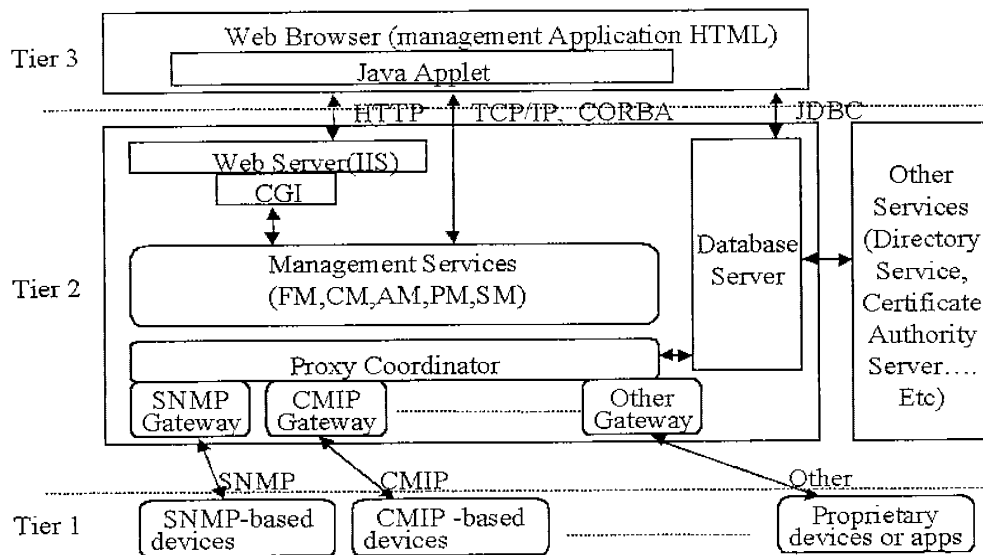 Web Browser (management Application HTML)
Tier 3
Java Applet
HTTP TCP/IP, CORBA JDBC
Web Server(IIS)
CGI
Other
Services
(Directory
Service,
Certificate
Authority
Server....
Etc)
Database
Server
Management Services
(FM,CM,AM,PM,SM)
Tier 2
Proxy Coordinator
SNMP
Gateway
CMIP
Gateway
Other
Gateway
SNMP CMIP Other
Tier 1
SNMP-based
devices
CMIP -based
devices
Proprietary
devices or apps